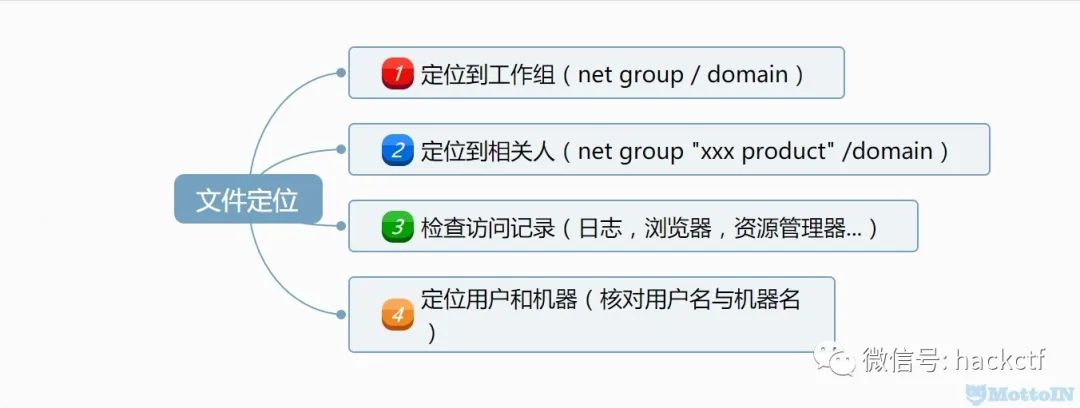 1 定位到工作组（net group / domain）
2 定位到相关人（net group "xxx product" /domain）
文件定位
3 检查访问记录（日志，浏览器，资源管理器...）
4 定位用户和机器（核对用户名与机器名
）
微信号: hackctf
MottoIN